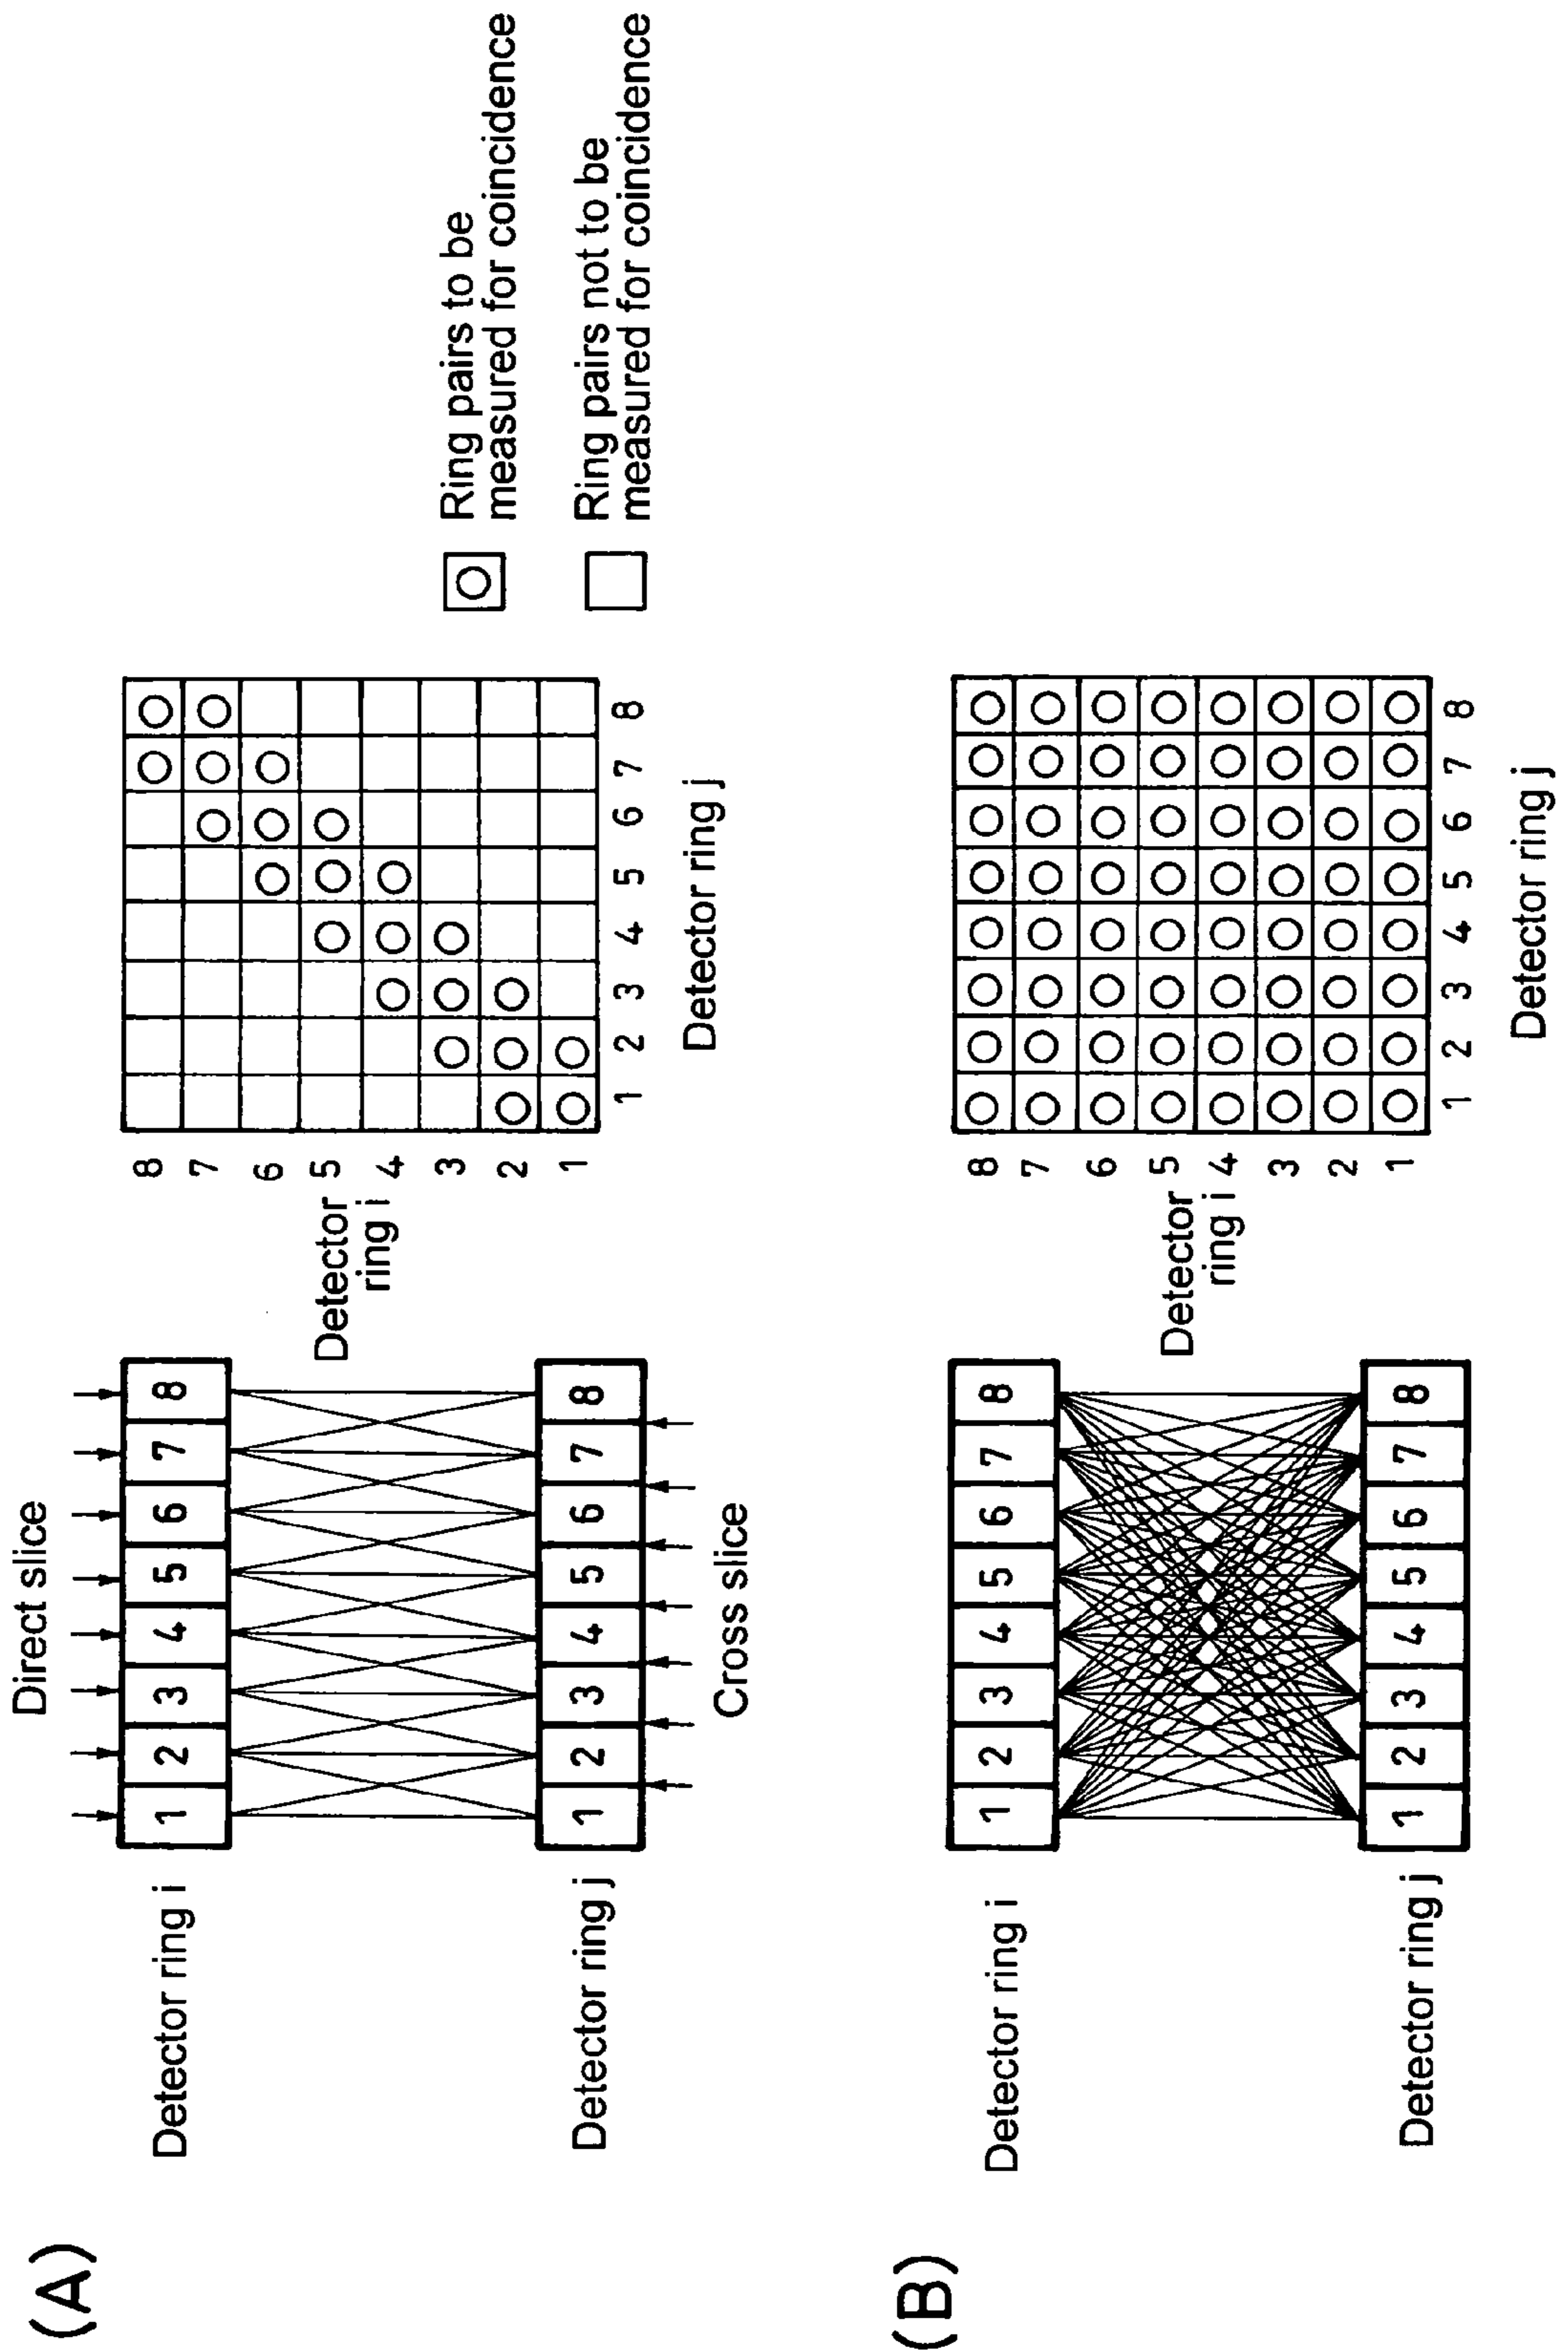 (A)
Direct slice
Detector ring i
1 2 3 4 5 6 7 8
Detector ring j
1 2 3 4 5 6 7 8
Cross slice
Detector
ring i
8
7
6
5
4
3
2
1
1 2 3 4 5 6 7 8
Detector ring j
Ring pairs to be
measured for coincidence
Ring pairs not to be
measured for coincidence
(B)
Detector ring i
1 2 3 4 5 6 7 8
Detector ring j
1 2 3 4 5 6 7 8
Detector
ring i
8
7
6
5
4
3
2
1
1 2 3 4 5 6 7 8
Detector ring j